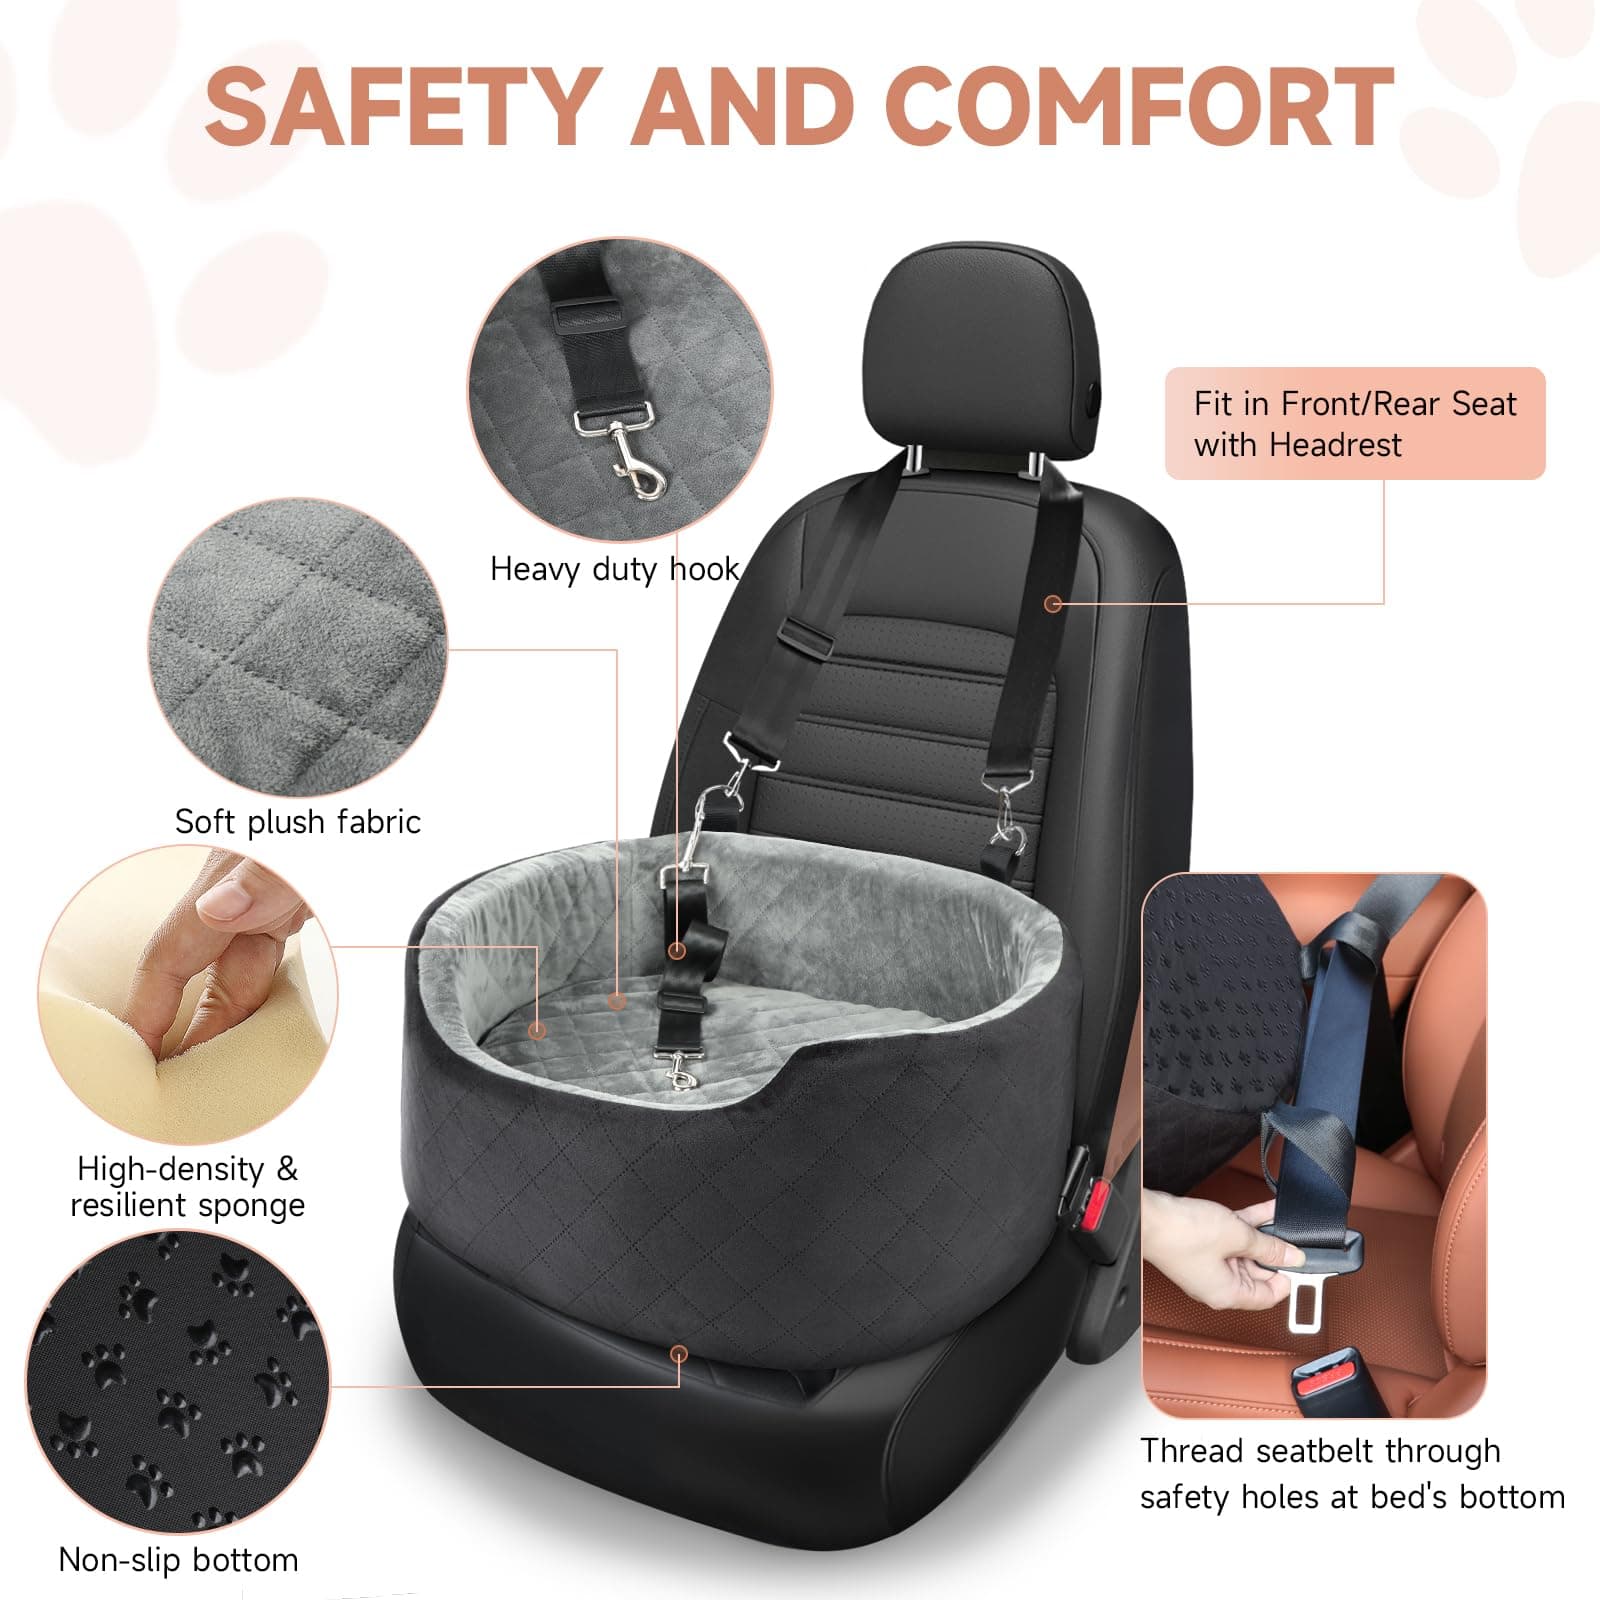 SAFETY AND COMFORT
Fit in Front/Rear Seat
with Headrest
Heavy duty hook
Soft plush fabric
High-density &
resilient sponge
Non-slip bottom
Thread seatbelt through
safety holes at bed's bottom